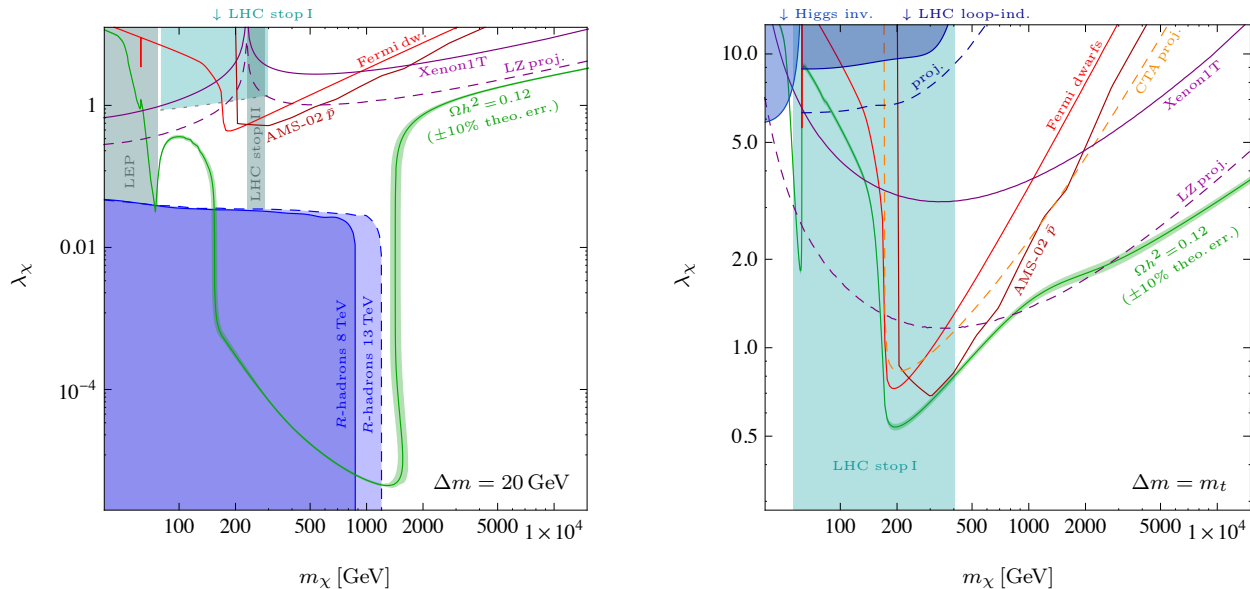 ↓ LHC stop I
1
0.01
10⁻⁴
λχ
LEP
LHC stop II
Fermi dw.
Xenon1T
LZ proj.
AMS-02 p̄
Ωh² = 0.12
(±10% theo. err.)
R-hadrons 8 TeV
R-hadrons 13 TeV
Δm = 20 GeV
100
200
500
1000
2000
5000
1×10⁴
mχ [GeV]
↓ Higgs inv.
↓ LHC loop-ind.
10.0
5.0
2.0
1.0
0.5
λχ
proj.
Fermi dwarfs
CTA proj.
Xenon1T
LZ proj.
AMS-02 p̄
Ωh² = 0.12
(±10% theo. err.)
LHC stop I
Δm = mₜ
100
200
500
1000
2000
5000
1×10⁴
mχ [GeV]